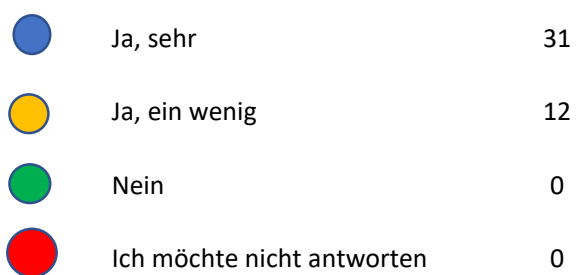 Ja, sehr 31
Ja, ein wenig 12
Nein 0
Ich möchte nicht antworten 0